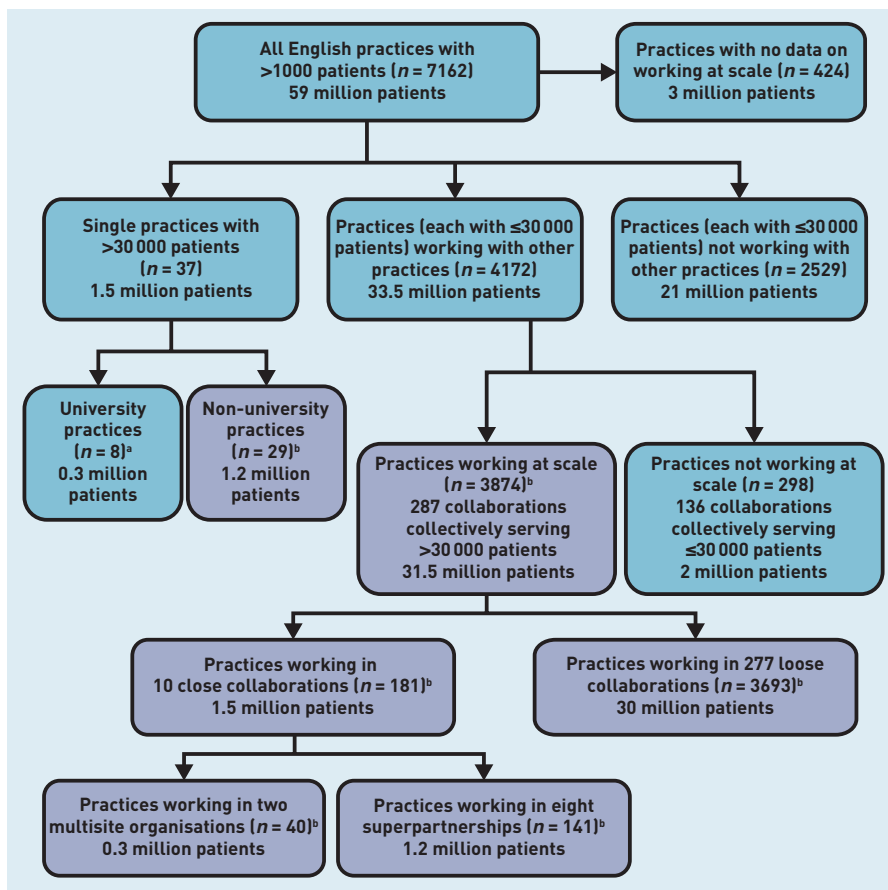 All English practices with
>1000 patients (n = 7162)
59 million patients
Practices with no data on
working at scale (n = 424)
3 million patients
Single practices with
>30 000 patients
(n = 37)
1.5 million patients
Practices (each with ≤30 000
patients) working with other
practices (n = 4172)
33.5 million patients
Practices (each with ≤30 000
patients) not working with
other practices (n = 2529)
21 million patients
University
practices
(n = 8)ᵃ
0.3 million
patients
Non-university
practices
(n = 29)ᵇ
1.2 million
patients
Practices working at scale
(n = 3874)ᵇ
287 collaborations
collectively serving
>30 000 patients
31.5 million patients
Practices not working at
scale (n = 298)
136 collaborations
collectively serving
≤30 000 patients
2 million patients
Practices working in
10 close collaborations (n = 181)ᵇ
1.5 million patients
Practices working in 277 loose
collaborations (n = 3693)ᵇ
30 million patients
Practices working in two
multisite organisations (n = 40)ᵇ
0.3 million patients
Practices working in eight
superpartnerships (n = 141)ᵇ
1.2 million patients